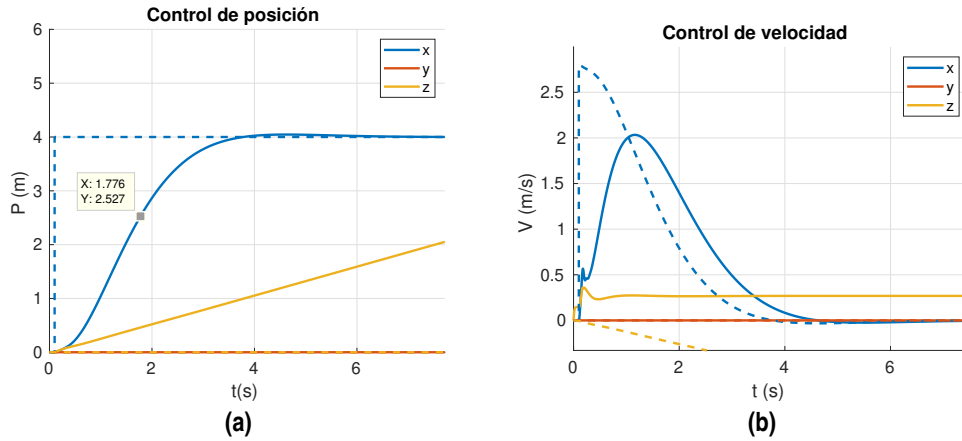 Control de posición
P (m)
6
5
4
3
2
1
0
x
y
z
X: 1.776
Y: 2.527
0
2
4
6
t(s)
(a)
Control de velocidad
V (m/s)
2.5
2
1.5
1
0.5
0
x
y
z
0
2
4
6
t (s)
(b)